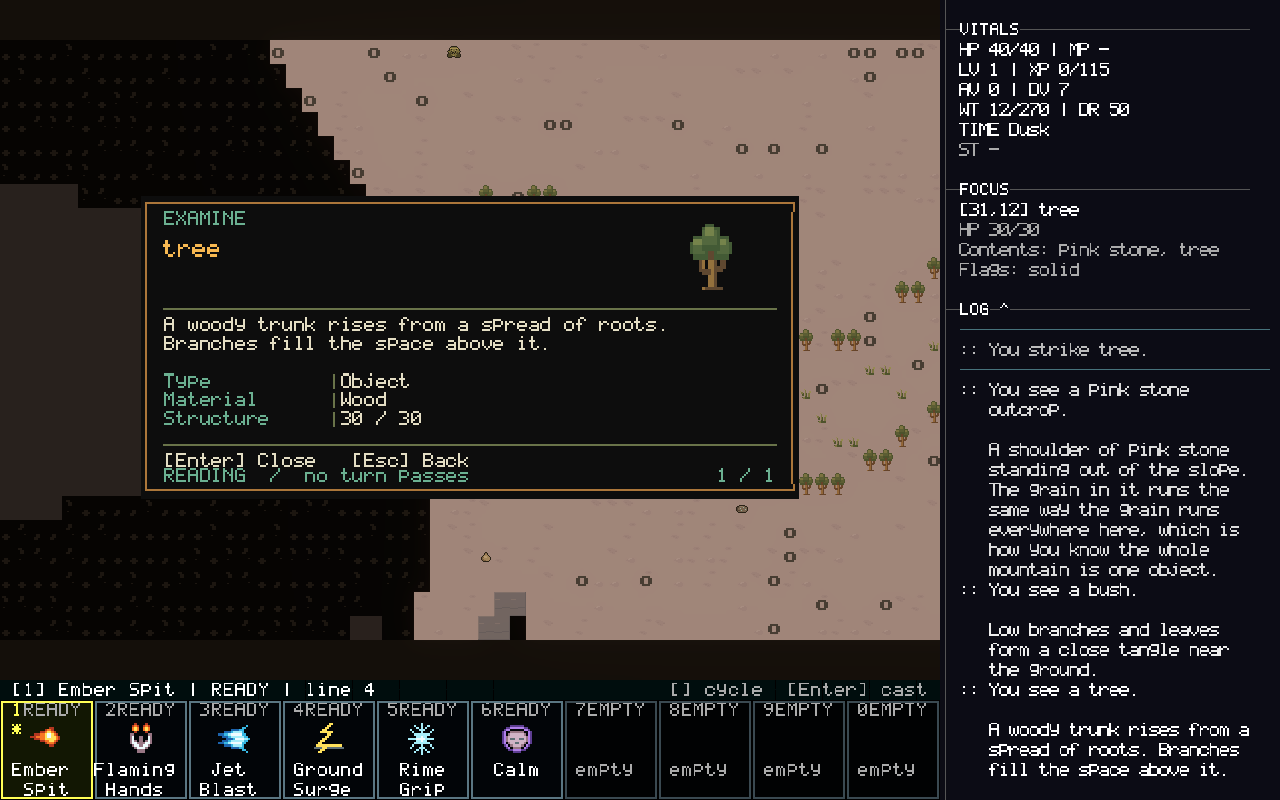 EXAMINE
tree
A woody trunk rises from a spread of roots.
Branches fill the space above it.
Type |Object
Material |Wood
Structure |30 / 30
[Enter] Close [Esc] Back
READING / no turn passes 1 / 1
VITALS
HP 40/40 | MP -
LV 1 | XP 0/115
AV 0 | DV 7
WT 12/270 | DR 50
TIME Dusk
ST -
FOCUS
[31,12] tree
HP 30/30
Contents: Pink stone, tree
Flags: solid
LOG ^
:: You strike tree.
:: You see a Pink stone
outcrop.
A shoulder of Pink stone
standing out of the slope.
The grain in it runs the
same way the grain runs
everywhere here, which is
how you know the whole
mountain is one object.
:: You see a bush.
Low branches and leaves
form a close tangle near
the ground.
:: You see a tree.
A woody trunk rises from a
spread of roots. Branches
fill the space above it.
[1] Ember Spit | READY | line 4 [] cycle [Enter] cast
1READY 2READY 3READY 4READY 5READY 6READY 7EMPTY 8EMPTY 9EMPTY 0EMPTY
*
Ember Flaming Jet Ground Rime Calm empty empty empty empty
Spit Hands Blast Surge Grip